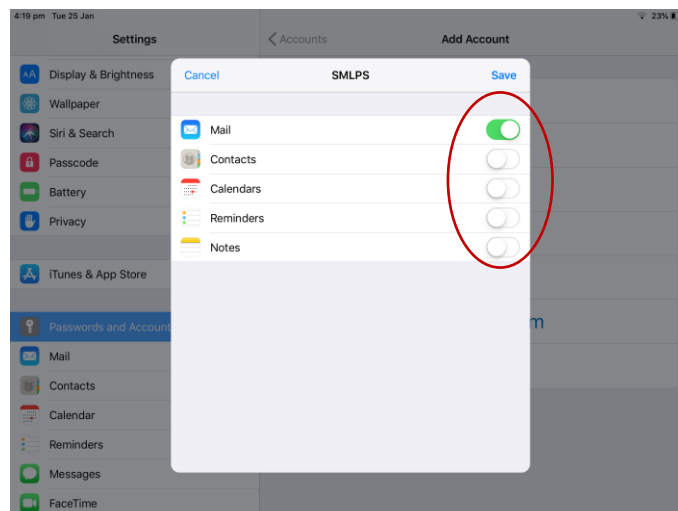 4:19 pm Tue 25 Jan
23%
Settings
Accounts
Add Account
Display & Brightness
Wallpaper
Siri & Search
Passcode
Battery
Privacy
iTunes & App Store
Passwords and Account
Mail
Contacts
Calendar
Reminders
Messages
FaceTime
Cancel
SMLPS
Save
Mail
Contacts
Calendars
Reminders
Notes
m